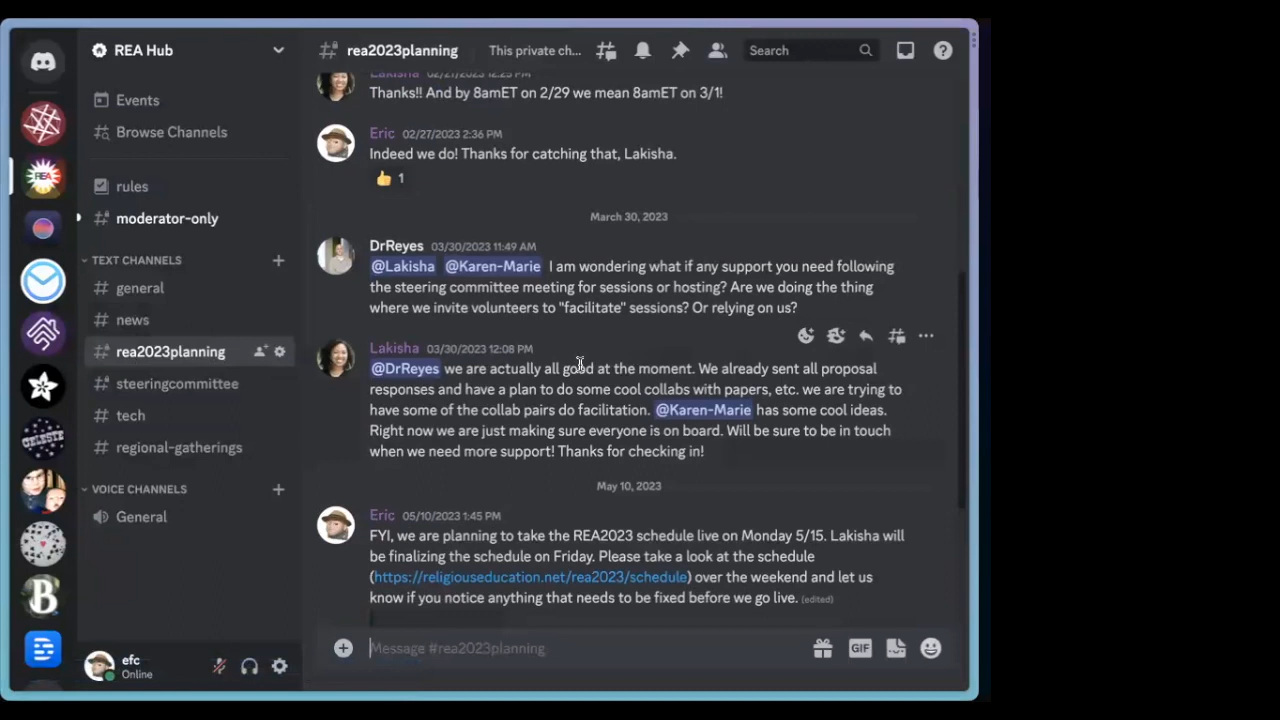 REA Hub
Events
Browse Channels
rules
moderator-only
TEXT CHANNELS
general
news
rea2023planning
steeringcommittee
tech
regional-gatherings
VOICE CHANNELS
General
efc
Online
REA
CELESTE
B
rea2023planning
This private ch...
Search
Lakisha 02/27/2023 12:25 PM
Thanks!! And by 8amET on 2/29 we mean 8amET on 3/1!
Eric 02/27/2023 2:36 PM
Indeed we do! Thanks for catching that, Lakisha.
👍 1
March 30, 2023
DrReyes 03/30/2023 11:49 AM
@Lakisha @Karen-Marie I am wondering what if any support you need following
the steering committee meeting for sessions or hosting? Are we doing the thing
where we invite volunteers to "facilitate" sessions? Or relying on us?
Lakisha 03/30/2023 12:08 PM
@DrReyes we are actually all good at the moment. We already sent all proposal
responses and have a plan to do some cool collabs with papers, etc. we are trying to
have some of the collab pairs do facilitation. @Karen-Marie has some cool ideas.
Right now we are just making sure everyone is on board. Will be sure to be in touch
when we need more support! Thanks for checking in!
May 10, 2023
Eric 05/10/2023 1:45 PM
FYI, we are planning to take the REA2023 schedule live on Monday 5/15. Lakisha will
be finalizing the schedule on Friday. Please take a look at the schedule
(https://religiouseducation.net/rea2023/schedule) over the weekend and let us
know if you notice anything that needs to be fixed before we go live. (edited)
Message #rea2023planning
GIF